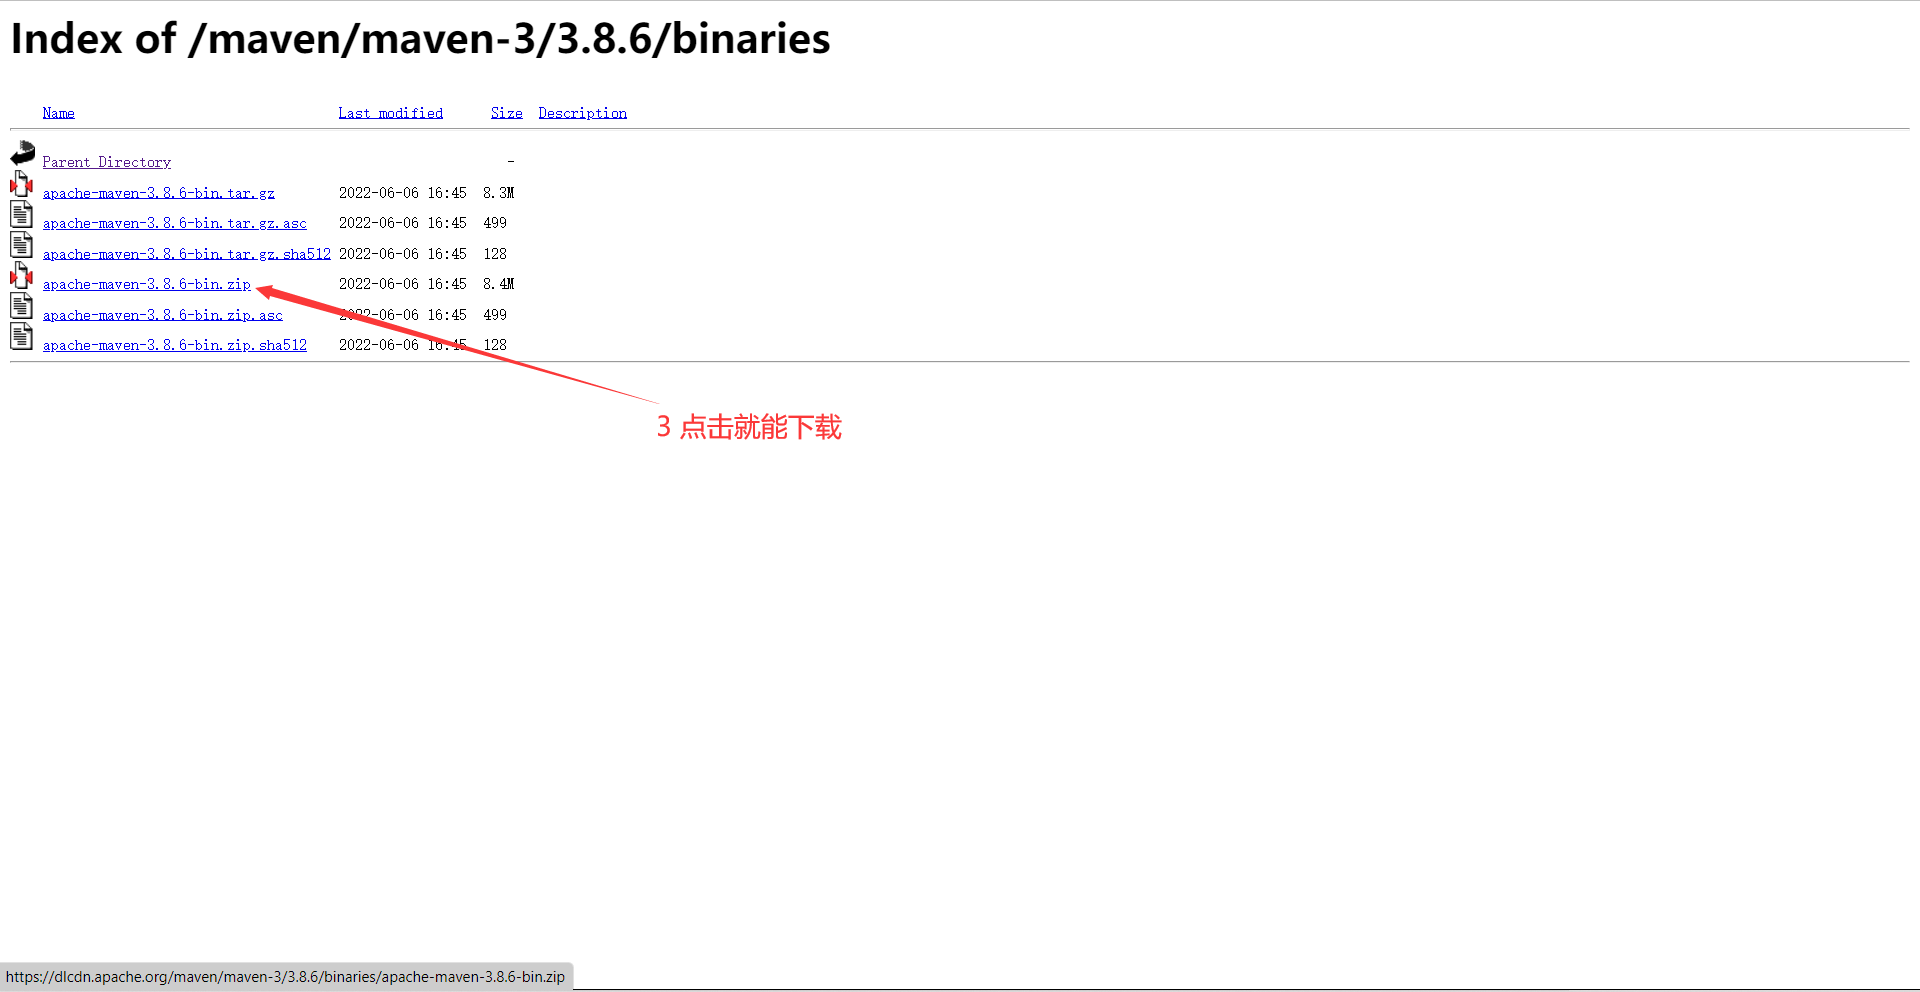 Index of /maven/maven-3/3.8.6/binaries
Name Last modified Size Description
Parent Directory -
apache-maven-3.8.6-bin.tar.gz 2022-06-06 16:45 8.3M
apache-maven-3.8.6-bin.tar.gz.asc 2022-06-06 16:45 499
apache-maven-3.8.6-bin.tar.gz.sha512 2022-06-06 16:45 128
apache-maven-3.8.6-bin.zip 2022-06-06 16:45 8.4M
apache-maven-3.8.6-bin.zip.asc 2022-06-06 16:45 499
apache-maven-3.8.6-bin.zip.sha512 2022-06-06 16:45 128
3 点击就能下载
https://dlcdn.apache.org/maven/maven-3/3.8.6/binaries/apache-maven-3.8.6-bin.zip